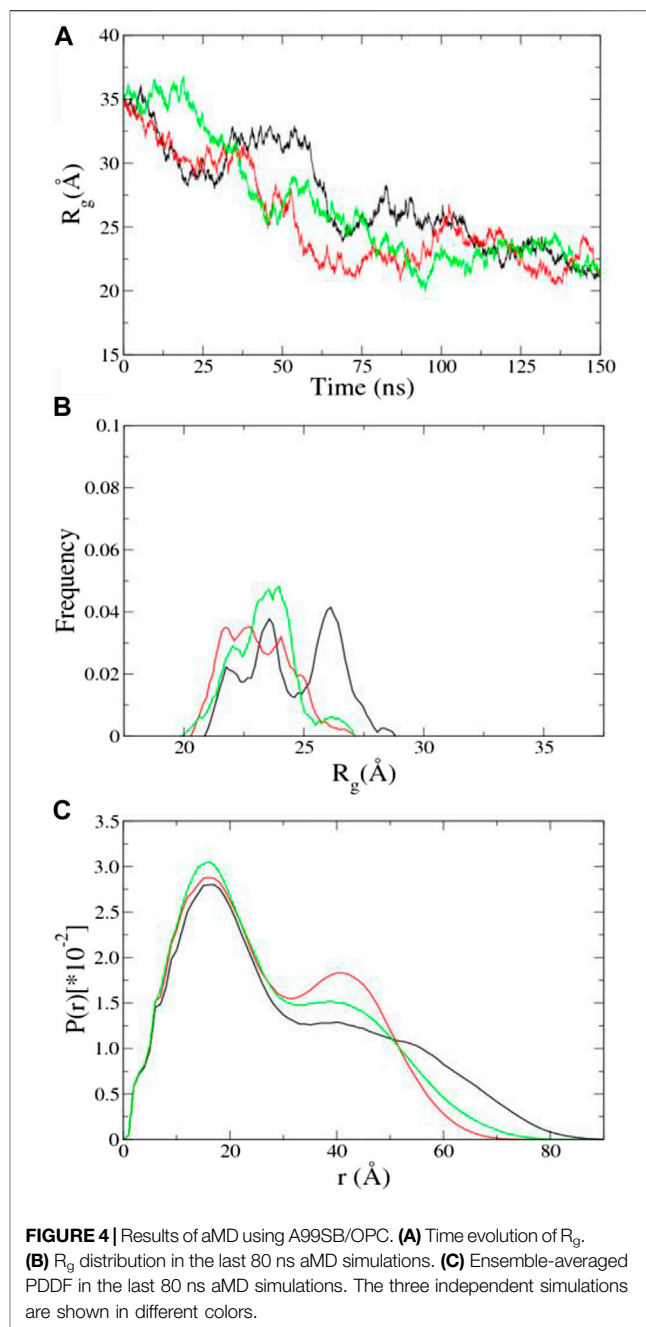 A
40
35
30
25
20
15
Rg(Å)
0 25 50 75 100 125 150
Time (ns)
B
0.1
0.08
0.06
0.04
0.02
0
Frequency
20 25 30 35
Rg(Å)
C
3.5
3.0
2.5
2.0
1.5
1.0
0.5
0
P(r)[*10-2]
0 20 40 60 80
r (Å)
FIGURE 4 | Results of aMD using A99SB/OPC. (A) Time evolution of Rg.
(B) Rg distribution in the last 80 ns aMD simulations. (C) Ensemble-averaged
PDDF in the last 80 ns aMD simulations. The three independent simulations
are shown in different colors.